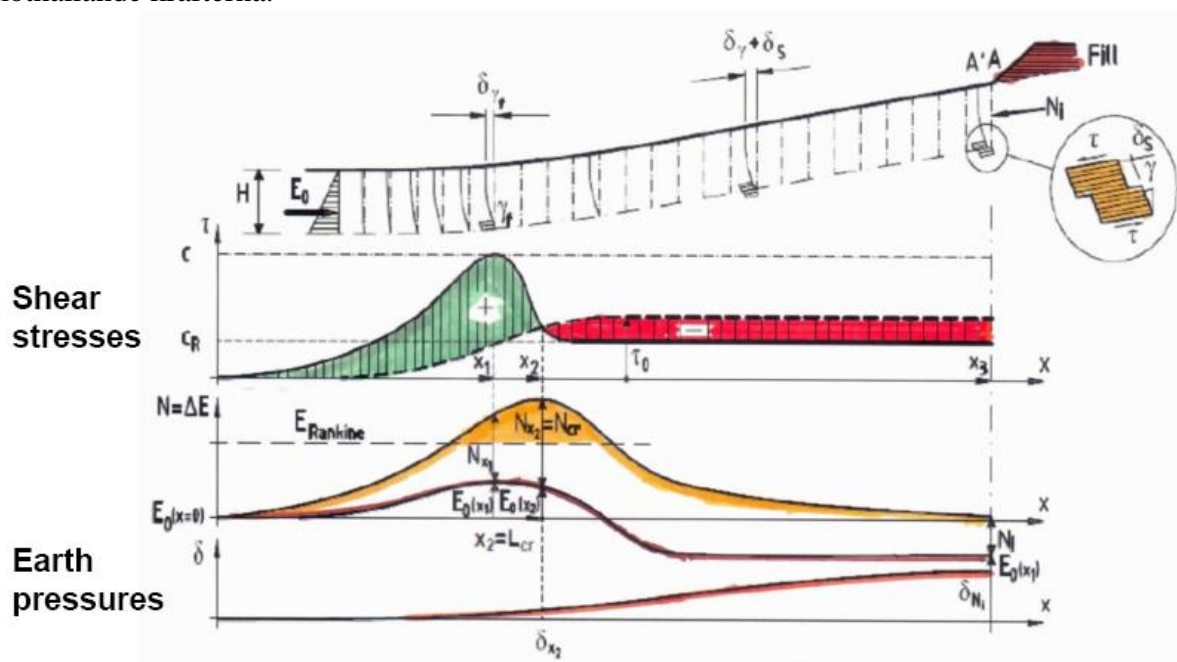 δγ+δS
A'A
Fill
δγf
Nᵢ
H
E₀
γf
τ
δS
γ
τ
τ
c
Shear
stresses
+
−
cR
x₁
x₂
τ₀
x₃
x
N=ΔE
E Rankine
Nx₂=Ncr
Nx₁
E₀(x=0)
E₀(x₁)
E₀(x₂)
x
x₂=Lcr
Nᵢ
E₀(x₁)
Earth
pressures
δ
δNᵢ
x
δx₂